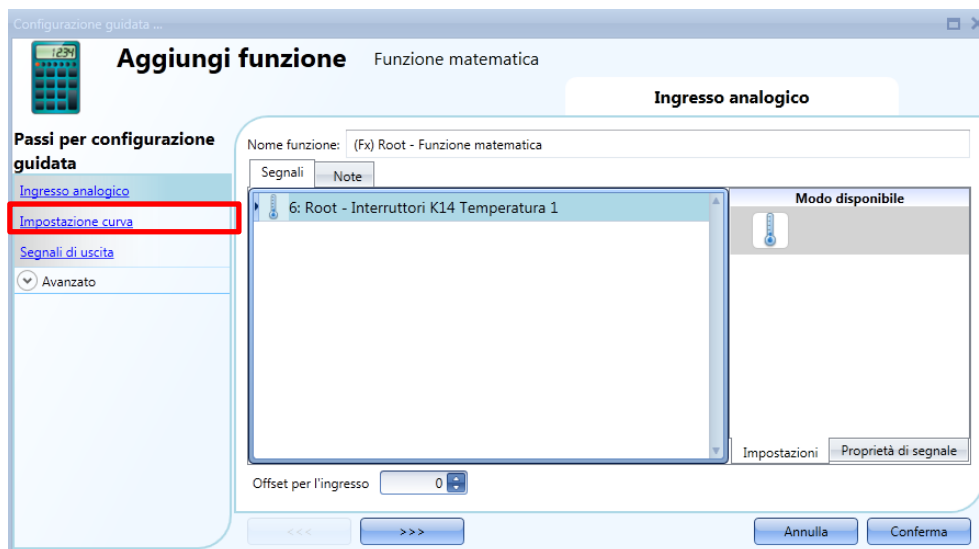 Configurazione guidata ...
1234
Aggiungi funzione Funzione matematica
Ingresso analogico
Passi per configurazione
guidata
Ingresso analogico
Impostazione curva
Segnali di uscita
Avanzato
Nome funzione: (Fx) Root - Funzione matematica
Segnali Note
6: Root - Interruttori K14 Temperatura 1
Modo disponibile
Impostazioni Proprietà di segnale
Offset per l'ingresso 0
<<< >>> Annulla Conferma